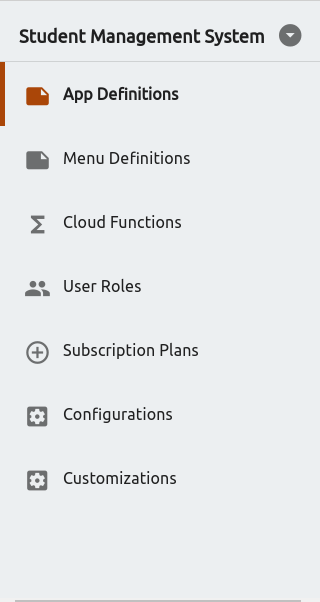 Student Management System
App Definitions
Menu Definitions
Cloud Functions
User Roles
Subscription Plans
Configurations
Customizations